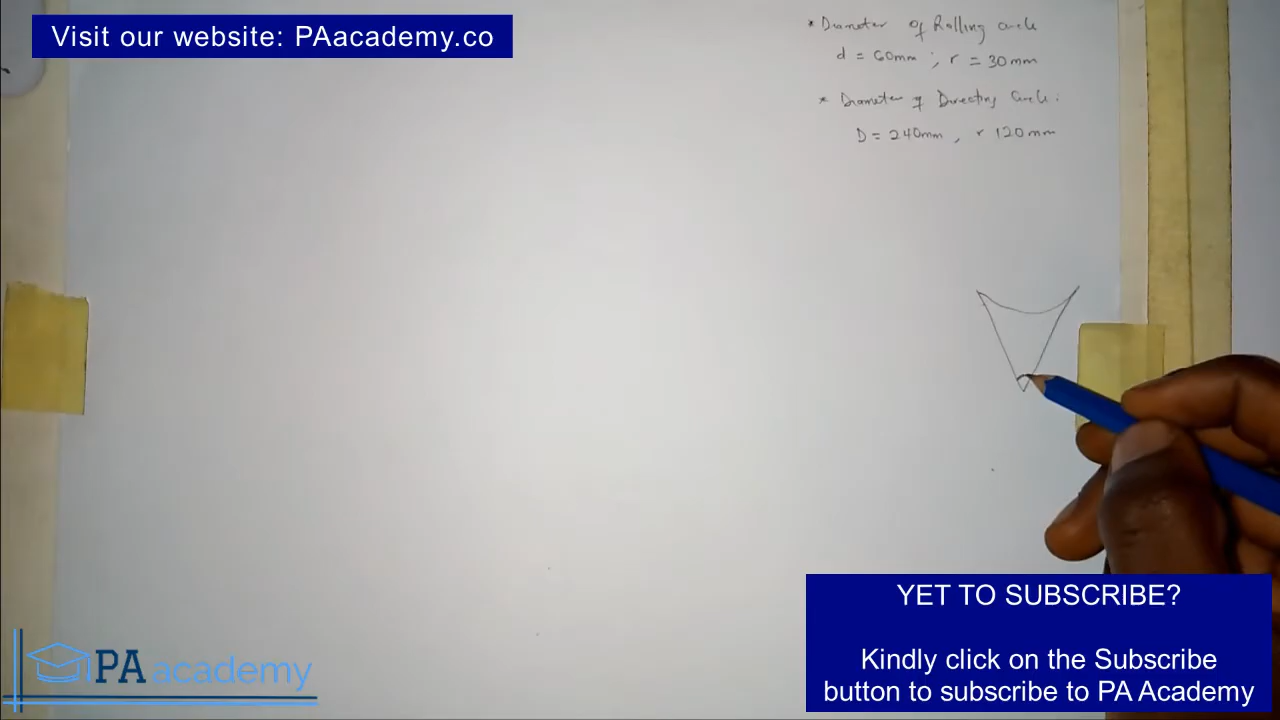 Visit our website: PAacademy.co
* Diameter of Rolling Circle
d = 60mm ; r = 30mm
* Diameter of Directing Circle:
D = 240mm , r 120mm
YET TO SUBSCRIBE?
Kindly click on the Subscribe
button to subscribe to PA Academy
PA academy